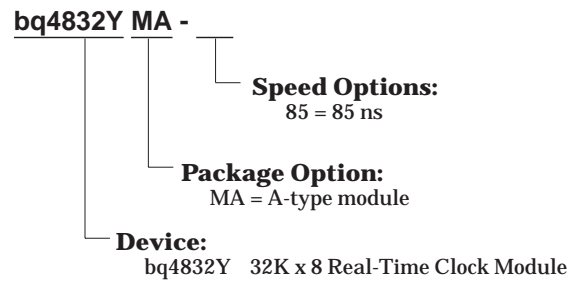 bq4832Y MA -
Speed Options:
85 = 85 ns
Package Option:
MA = A-type module
Device:
bq4832Y 32K x 8 Real-Time Clock Module